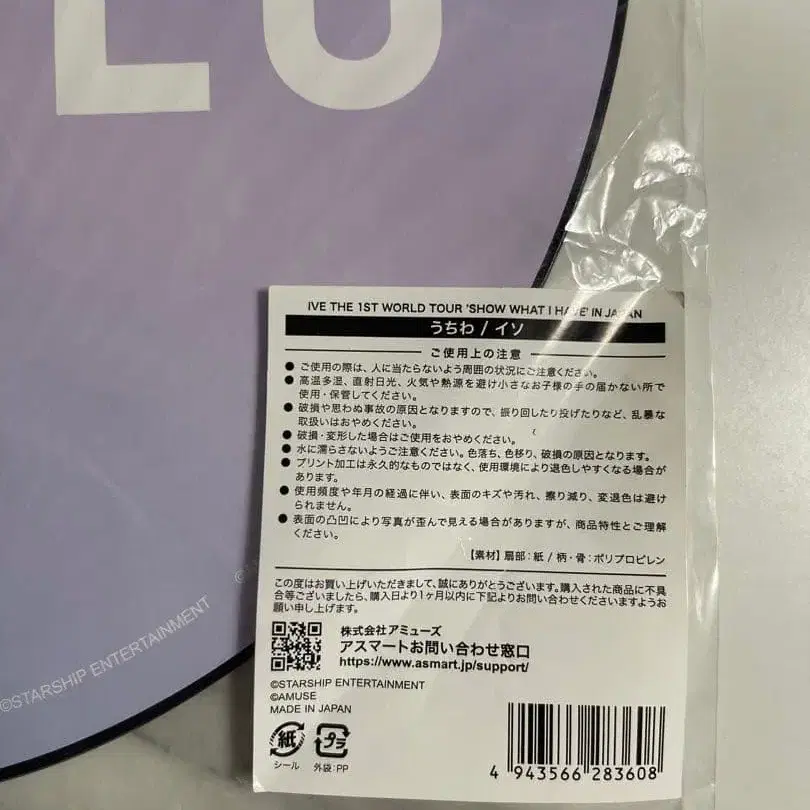 LU
IVE THE 1ST WORLD TOUR 'SHOW WHAT I HAVE' IN JAPAN
うちわ / イソ
ご使用上の注意
● ご使用の際は、人に当たらないよう周囲の状況にご注意ください。
● 高温多湿、直射日光、火気や熱源を避け小さなお子様の手の届かない所で
使用・保管してください。
● 破損や思わぬ事故の原因となりますので、振り回したり投げたりなど、乱暴な
取扱いはおやめください。
● 破損・変形した場合はご使用をおやめください。
● 水に濡らさないようご注意ください。色落ち、色移り、破損の原因となります。
● プリント加工は永久的なものではなく、使用環境により退色しやすくなる場合が
あります。
● 使用頻度や年月の経過に伴い、表面のキズや汚れ、擦り減り、変退色は避け
られません。
● 表面の凸凹により写真が歪んで見える場合がありますが、商品特性とご理解
ください。
【素材】扇部:紙 / 柄・骨:ポリプロピレン
この度はお買い上げいただきまして、誠にありがとうございます。購入された商品に不具
合等ございましたら、購入日より1ヶ月以内に下記よりお問い合わせくださいますようお
願い申し上げます。
株式会社アミューズ
アスマートお問い合わせ窓口
https://www.asmart.jp/support/
©STARSHIP ENTERTAINMENT
©AMUSE
MADE IN JAPAN
紙
シール
プラ
外袋:PP
4 943566 283608
©STARSHIP ENTERTAINMENT